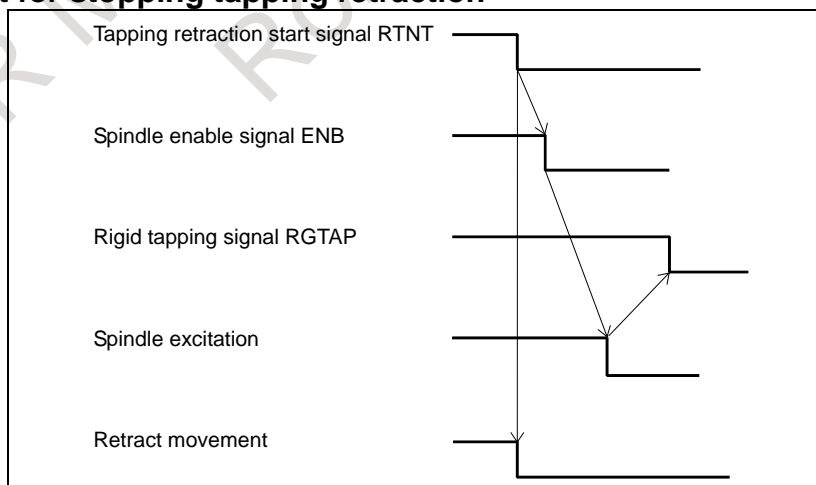 for stopping tapping retraction
Tapping retraction start signal RTNT
Spindle enable signal ENB
Rigid tapping signal RGTAP
Spindle excitation
Retract movement